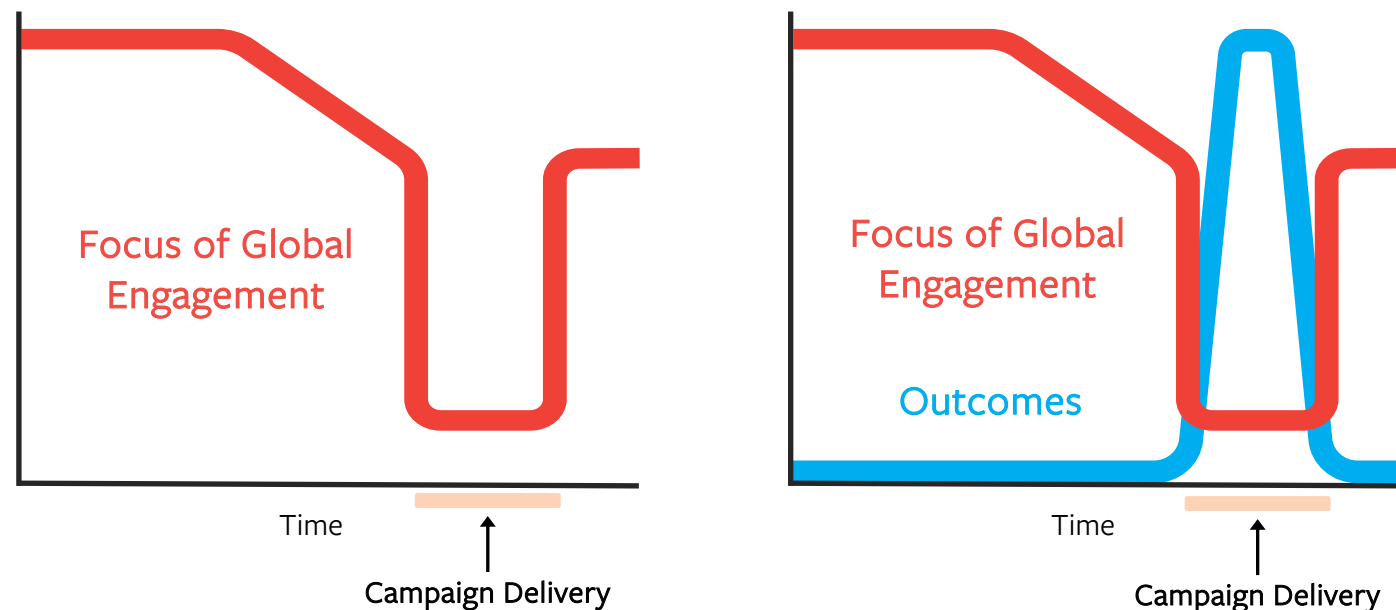 Focus of Global
Engagement
Time
Campaign Delivery
Focus of Global
Engagement
Outcomes
Time
Campaign Delivery